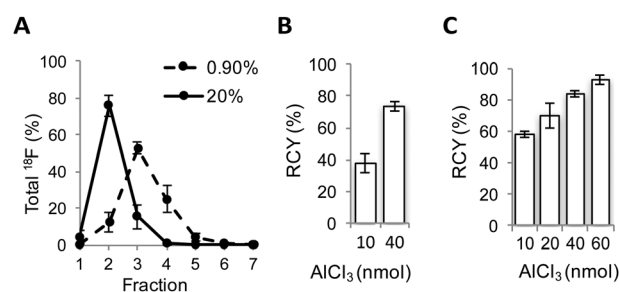 A
Total ¹⁸F (%)
100
80
60
40
20
0
0.90%
20%
1 2 3 4 5 6 7
Fraction
B
RCY (%)
100
80
60
40
20
0
10 40
AlCl₃ (nmol)
C
RCY (%)
100
80
60
40
20
0
10 20 40 60
AlCl₃ (nmol)